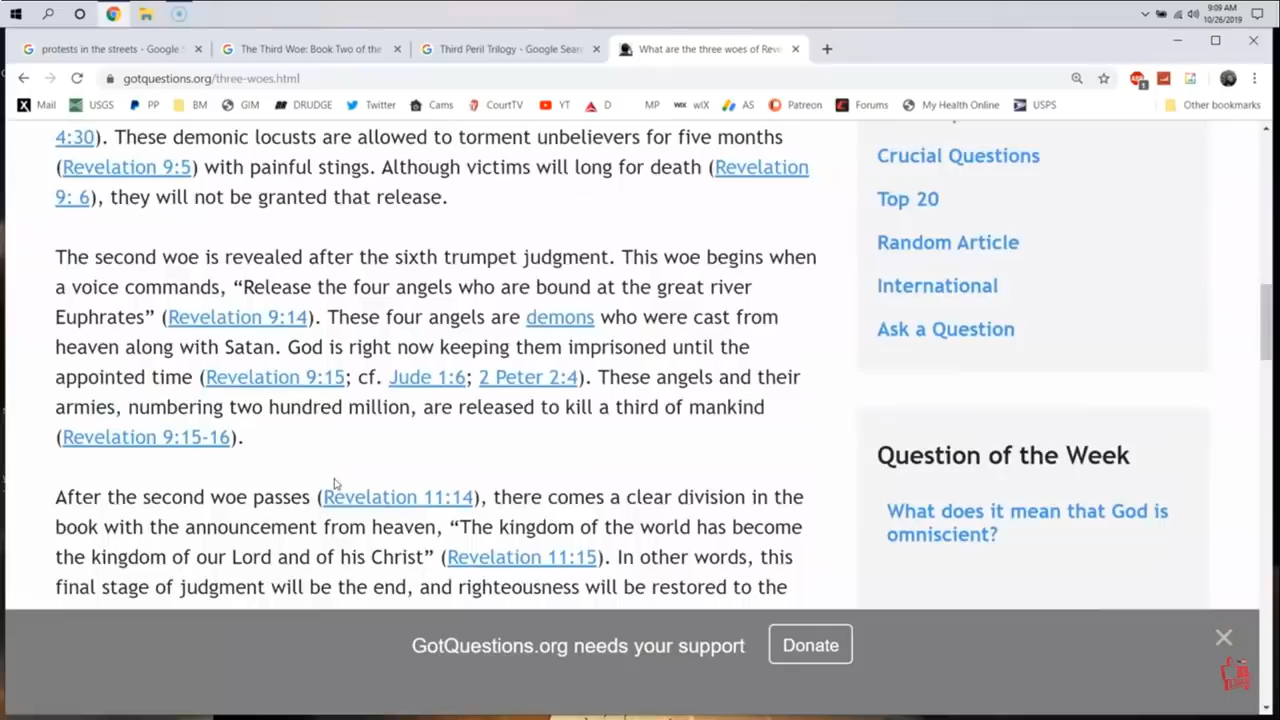 9:09 AM
10/26/2019
protests in the streets - Google S
The Third Woe: Book Two of the
Third Peril Trilogy - Google Sear
What are the three woes of Reve
gotquestions.org/three-woes.html
Mail USGS PP BM GIM DRUDGE Twitter Cams CourtTV YT D MP wiX AS Patreon Forums My Health Online USPS Other bookmarks
4:30). These demonic locusts are allowed to torment unbelievers for five months
(Revelation 9:5) with painful stings. Although victims will long for death (Revelation
9: 6), they will not be granted that release.
The second woe is revealed after the sixth trumpet judgment. This woe begins when
a voice commands, “Release the four angels who are bound at the great river
Euphrates” (Revelation 9:14). These four angels are demons who were cast from
heaven along with Satan. God is right now keeping them imprisoned until the
appointed time (Revelation 9:15; cf. Jude 1:6; 2 Peter 2:4). These angels and their
armies, numbering two hundred million, are released to kill a third of mankind
(Revelation 9:15-16).
After the second woe passes (Revelation 11:14), there comes a clear division in the
book with the announcement from heaven, “The kingdom of the world has become
the kingdom of our Lord and of his Christ” (Revelation 11:15). In other words, this
final stage of judgment will be the end, and righteousness will be restored to the
Crucial Questions
Top 20
Random Article
International
Ask a Question
Question of the Week
What does it mean that God is
omniscient?
GotQuestions.org needs your support
Donate